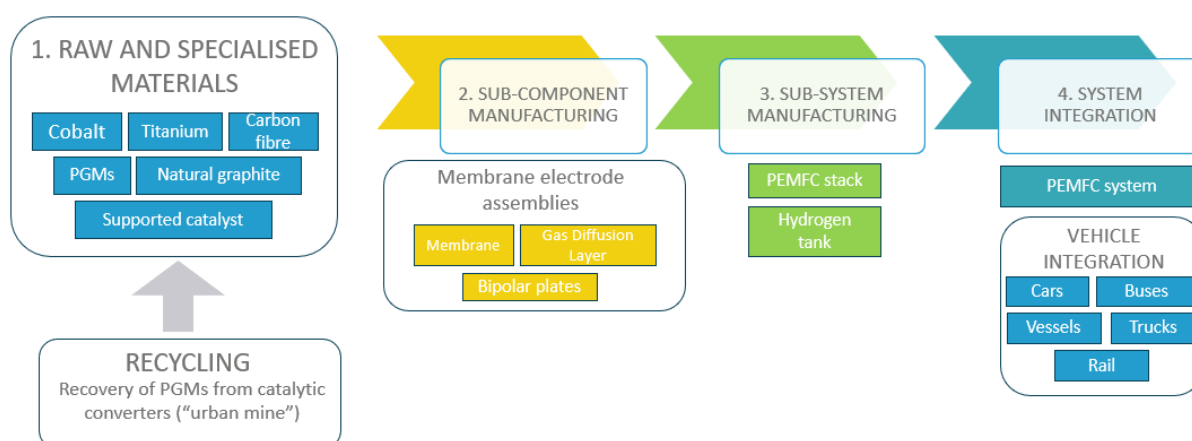 1. RAW AND SPECIALISED
MATERIALS
Cobalt
Titanium
Carbon
fibre
PGMs
Natural graphite
Supported catalyst
RECYCLING
Recovery of PGMs from catalytic
converters (“urban mine”)
2. SUB-COMPONENT
MANUFACTURING
Membrane electrode
assemblies
Membrane
Gas Diffusion
Layer
Bipolar plates
3. SUB-SYSTEM
MANUFACTURING
PEMFC stack
Hydrogen
tank
4. SYSTEM
INTEGRATION
PEMFC system
VEHICLE
INTEGRATION
Cars
Buses
Vessels
Trucks
Rail